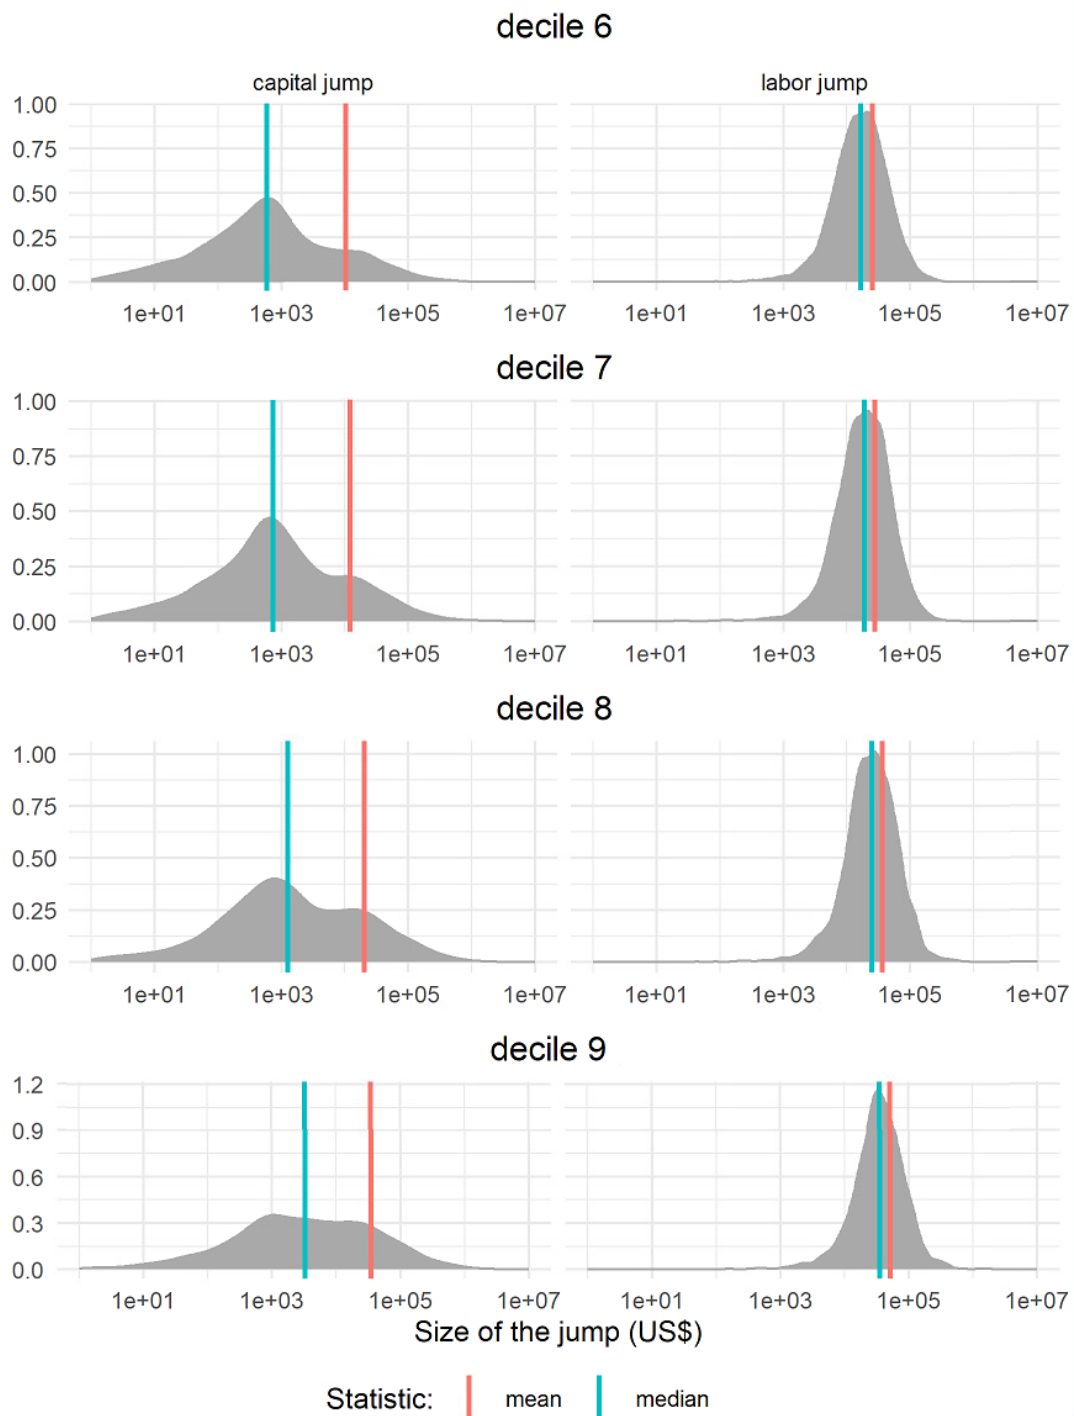 decile 6
capital jump labor jump
1.00
0.75
0.50
0.25
0.00
1e+01 1e+03 1e+05 1e+07 1e+01 1e+03 1e+05 1e+07
decile 7
1.00
0.75
0.50
0.25
0.00
1e+01 1e+03 1e+05 1e+07 1e+01 1e+03 1e+05 1e+07
decile 8
1.00
0.75
0.50
0.25
0.00
1e+01 1e+03 1e+05 1e+07 1e+01 1e+03 1e+05 1e+07
decile 9
1.2
0.9
0.6
0.3
0.0
1e+01 1e+03 1e+05 1e+07 1e+01 1e+03 1e+05 1e+07
Size of the jump (US$)
Statistic: mean median